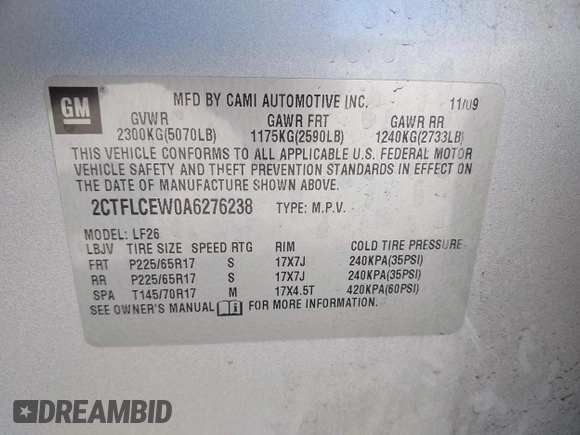 GM
MFD BY CAMI AUTOMOTIVE INC. 11/09
GVWR GAWR FRT GAWR RR
2300KG(5070LB) 1175KG(2590LB) 1240KG(2733LB)
THIS VEHICLE CONFORMS TO ALL APPLICABLE U.S. FEDERAL MOTOR
VEHICLE SAFETY AND THEFT PREVENTION STANDARDS IN EFFECT ON
THE DATE OF MANUFACTURE SHOWN ABOVE.
2CTFLCEW0A6276238 TYPE: M.P.V.
MODEL: LF26
LBJV TIRE SIZE SPEED RTG RIM COLD TIRE PRESSURE
FRT P225/65R17 S 17X7J 240KPA(35PSI)
RR P225/65R17 S 17X7J 240KPA(35PSI)
SPA T145/70R17 M 17X4.5T 420KPA(60PSI)
SEE OWNER'S MANUAL FOR MORE INFORMATION.
DREAMBID